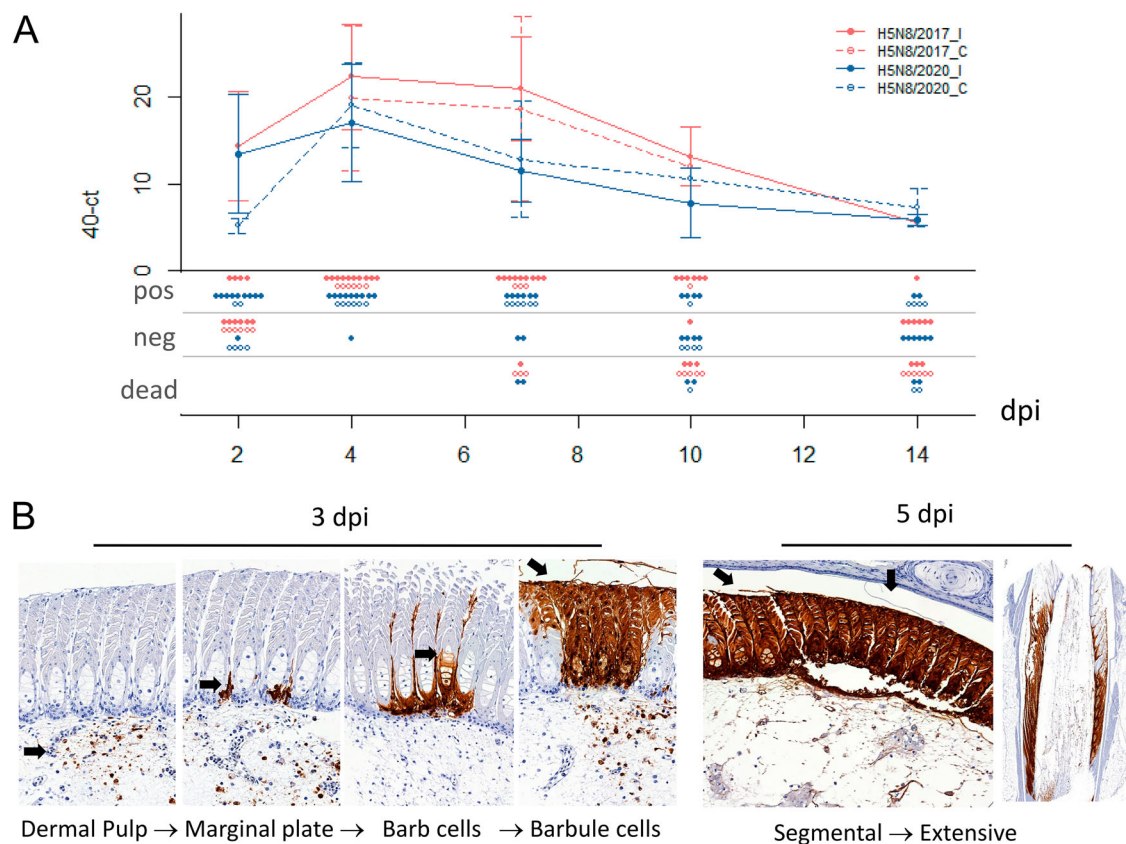 A
H5N8/2017_I
H5N8/2017_C
H5N8/2020_I
H5N8/2020_C
40-ct
20
10
0
pos
neg
dead
dpi
2 4 6 8 10 12 14
B
3 dpi
5 dpi
Dermal Pulp → Marginal plate → Barb cells → Barbule cells
Segmental → Extensive